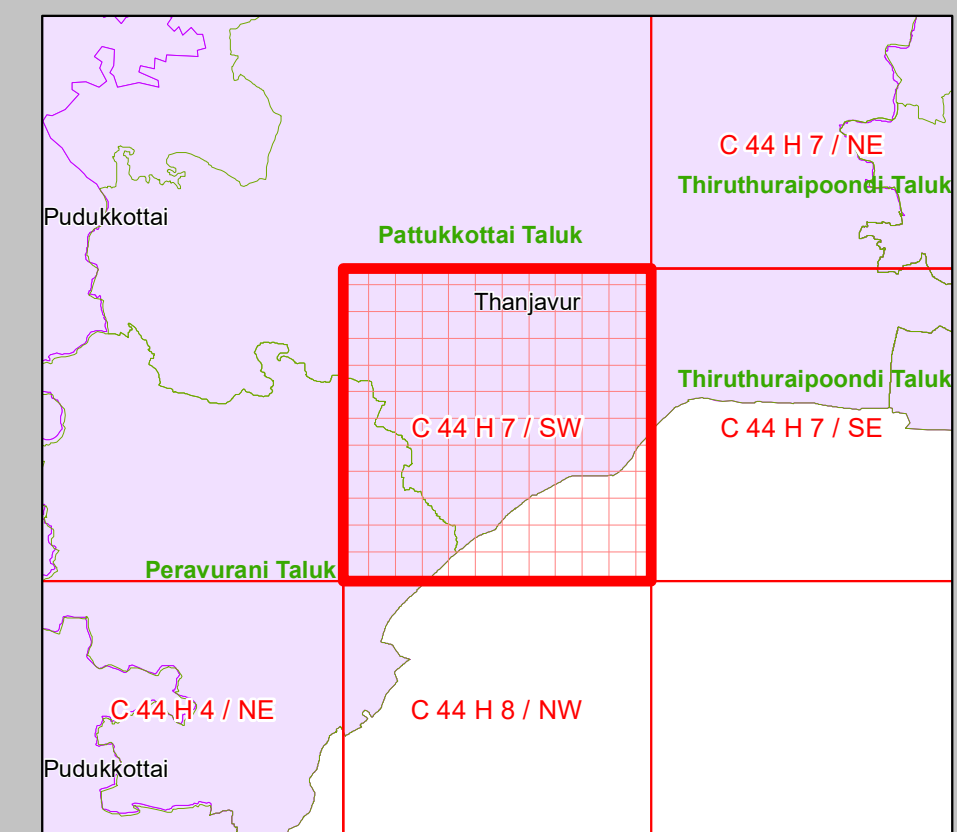 C 44 H 7 / NE
Thiruthuraipoondi Taluk
Pudukkottai
Pattukkottai Taluk
Thanjavur
Thiruthuraipoondi Taluk
C 44 H 7 / SW
C 44 H 7 / SE
Peravurani Taluk
C 44 H 4 / NE
C 44 H 8 / NW
Pudukkottai